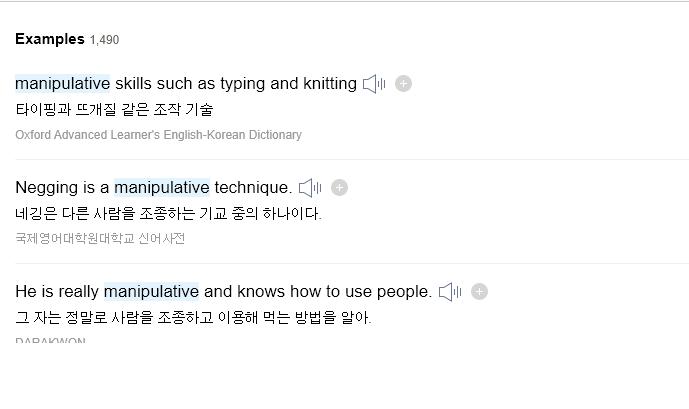 Examples 1,490
manipulative skills such as typing and knitting
타이핑과 뜨개질 같은 조작 기술
Oxford Advanced Learner's English-Korean Dictionary
Negging is a manipulative technique.
네깅은 다른 사람을 조종하는 기교 중의 하나이다.
국제영어대학원대학교 신어사전
He is really manipulative and knows how to use people.
그 자는 정말로 사람을 조종하고 이용해 먹는 방법을 알아.
DARAKWON